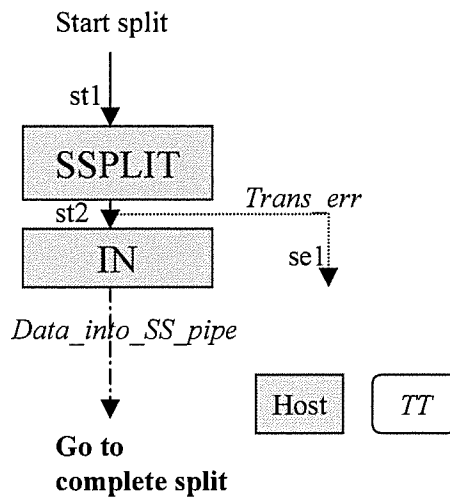 Start split
st1
SSPLIT
st2
Trans_err
IN
se1
Data_into_SS_pipe
Host
TT
Go to
complete split